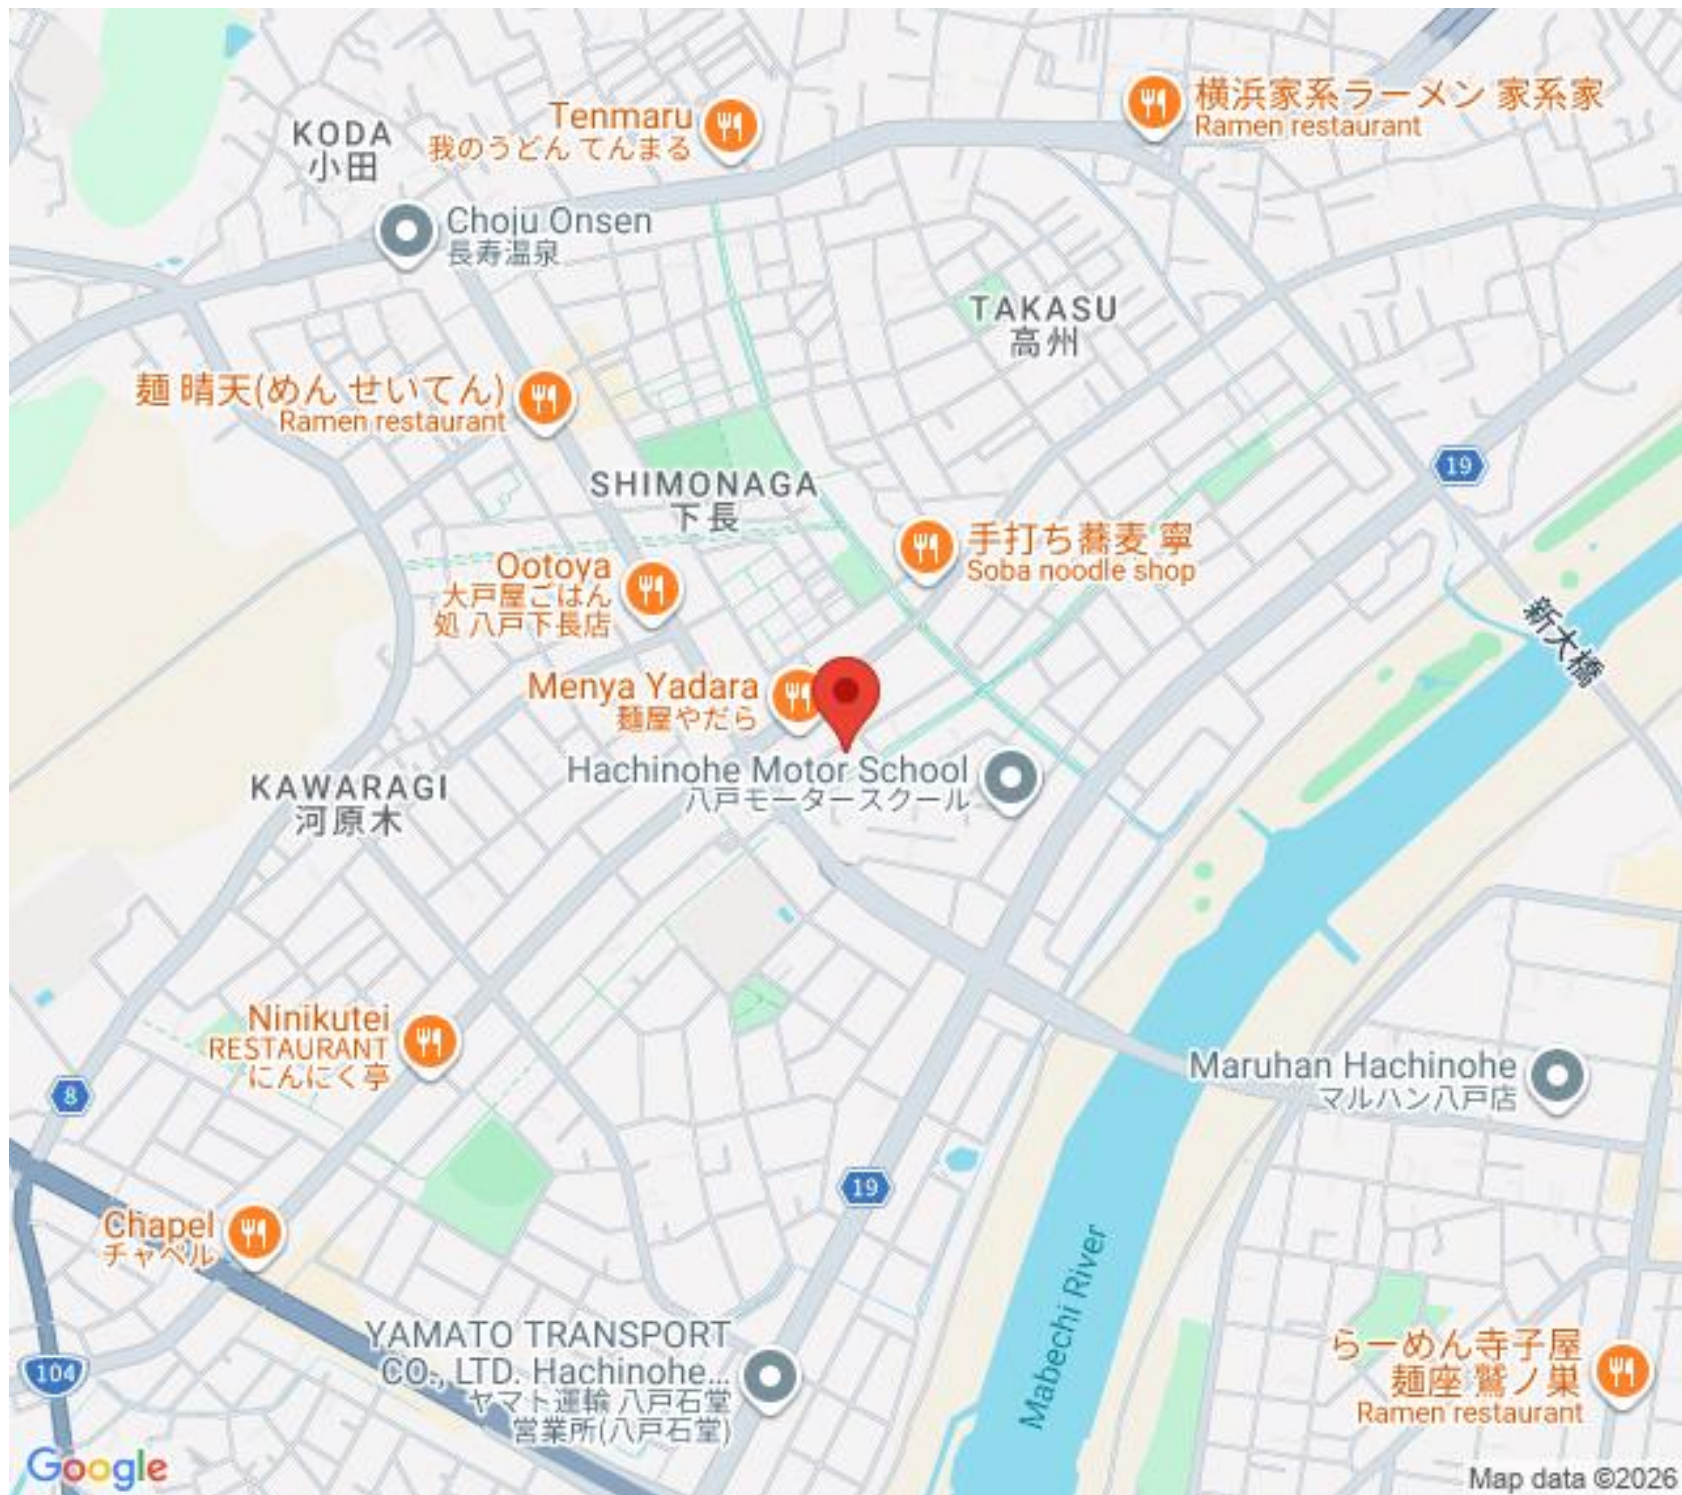 横浜家系ラーメン 家系家
Ramen restaurant
Tenmaru
我のうどん てんまる
KODA
小田
Choju Onsen
長寿温泉
TAKASU
高州
麺 晴天(めん せいてん)
Ramen restaurant
19
SHIMONAGA
下長
手打ち蕎麦 寧
Soba noodle shop
Ootoya
大戸屋ごはん
処 八戸下長店
新大橋
Menya Yadara
麺屋やだら
Hachinohe Motor School
八戸モータースクール
KAWARAGI
河原木
Ninikutei
RESTAURANT
にんにく亭
Maruhan Hachinohe
マルハン八戸店
8
19
Chapel
チャペル
Mabechi River
YAMATO TRANSPORT
CO., LTD. Hachinohe...
ヤマト運輸 八戸石堂
営業所(八戸石堂)
104
らーめん寺子屋
麺座 鷲ノ巣
Ramen restaurant
Google
Map data ©2026